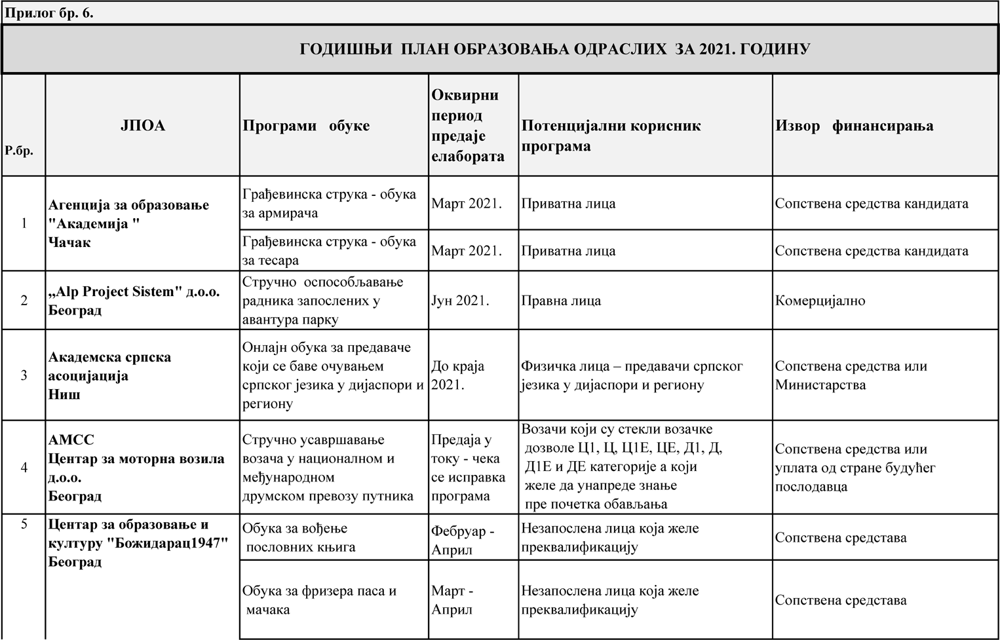 Прилог бр. 6.
ГОДИШЊИ ПЛАН ОБРАЗОВАЊА ОДРАСЛИХ ЗА 2021. ГОДИНУ
Р.бр.
ЈПОА
Програми обуке
Оквирни
период
предаје
елабората
Потенцијални корисник
програма
Извор финансирања
1
Агенција за образовање
"Академија "
Чачак
Грађевинска струка - обука
за армирача
Март 2021.
Приватна лица
Сопствена средства кандидата
Грађевинска струка - обука
за тесара
Март 2021.
Приватна лица
Сопствена средства кандидата
2
„Alp Project Sistem" д.о.о.
Београд
Стручно оспособљавање
радника запослених у
авантура парку
Јун 2021.
Правна лица
Комерцијално
3
Академска српска
асоцијација
Ниш
Онлајн обука за предаваче
који се баве очувањем
српског језика у дијаспори и
региону
До краја
2021.
Физичка лица – предавачи српског
језика у дијаспори и региону
Сопствена средства или
Министарства
4
АМСС
Центар за моторна возила
д.о.о.
Београд
Стручно усавршавање
возача у националном и
међународном
друмском превозу путника
Предаја у
току - чека
се исправка
програма
Возачи који су стекли возачке
дозволе Ц1, Ц, Ц1Е, ЦЕ, Д1, Д,
Д1Е и ДЕ категорије а који
желе да унапреде знање
пре почетка обављања
Сопствена средства или
уплата од стране будућег
послодавца
5
Центар за образовање и
културу "Божидарац1947"
Београд
Обука за вођење
пословних књига
Фебруар -
Април
Незапослена лица која желе
преквалификацију
Сопствена средстава
Обука за фризера паса и
мачака
Март -
Април
Незапослена лица која желе
преквалификацију
Сопствена средстава